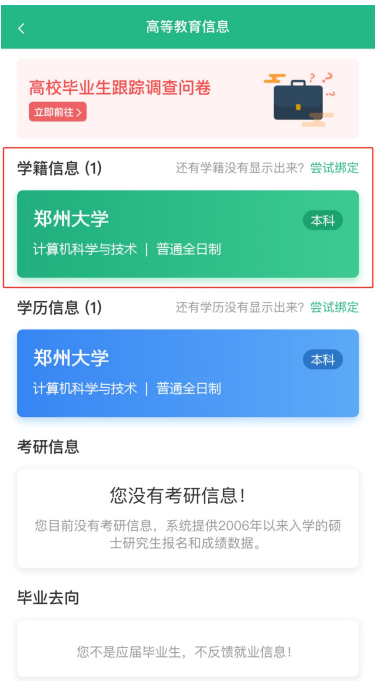 高等教育信息
高校毕业生跟踪调查问卷
立即前往>
学籍信息 (1) 还有学籍没有显示出来? 尝试绑定
郑州大学 本科
计算机科学与技术 | 普通全日制
学历信息 (1) 还有学历没有显示出来? 尝试绑定
郑州大学 本科
计算机科学与技术 | 普通全日制
考研信息
您没有考研信息!
您目前没有考研信息，系统提供2006年以来入学的硕
士研究生报名和成绩数据。
毕业去向
您不是应届毕业生，不反馈就业信息!